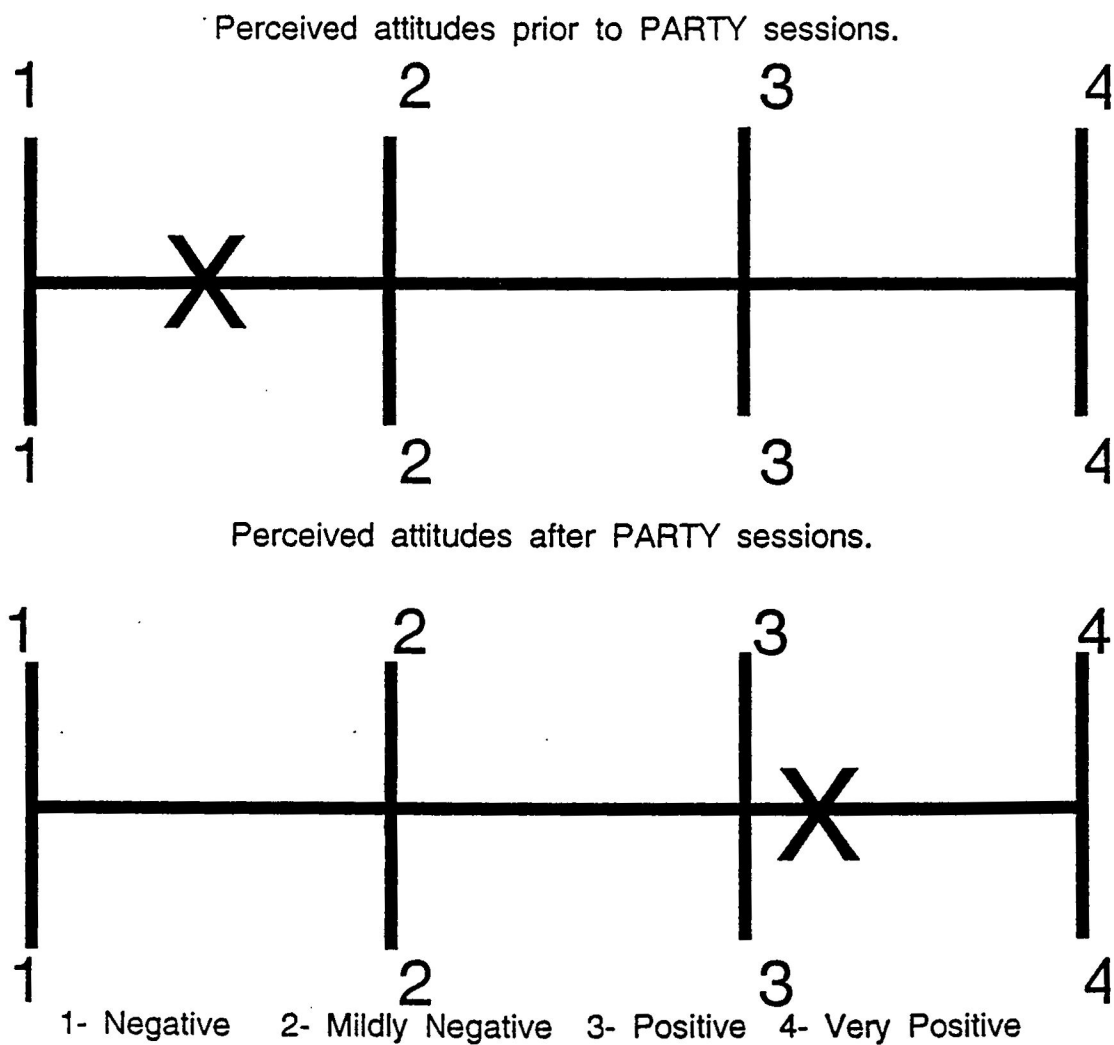 Perceived attitudes prior to PARTY sessions.
1 2 3 4
X
1 2 3 4
Perceived attitudes after PARTY sessions.
1 2 3 4
X
1 2 3 4
1- Negative 2- Mildly Negative 3- Positive 4- Very Positive